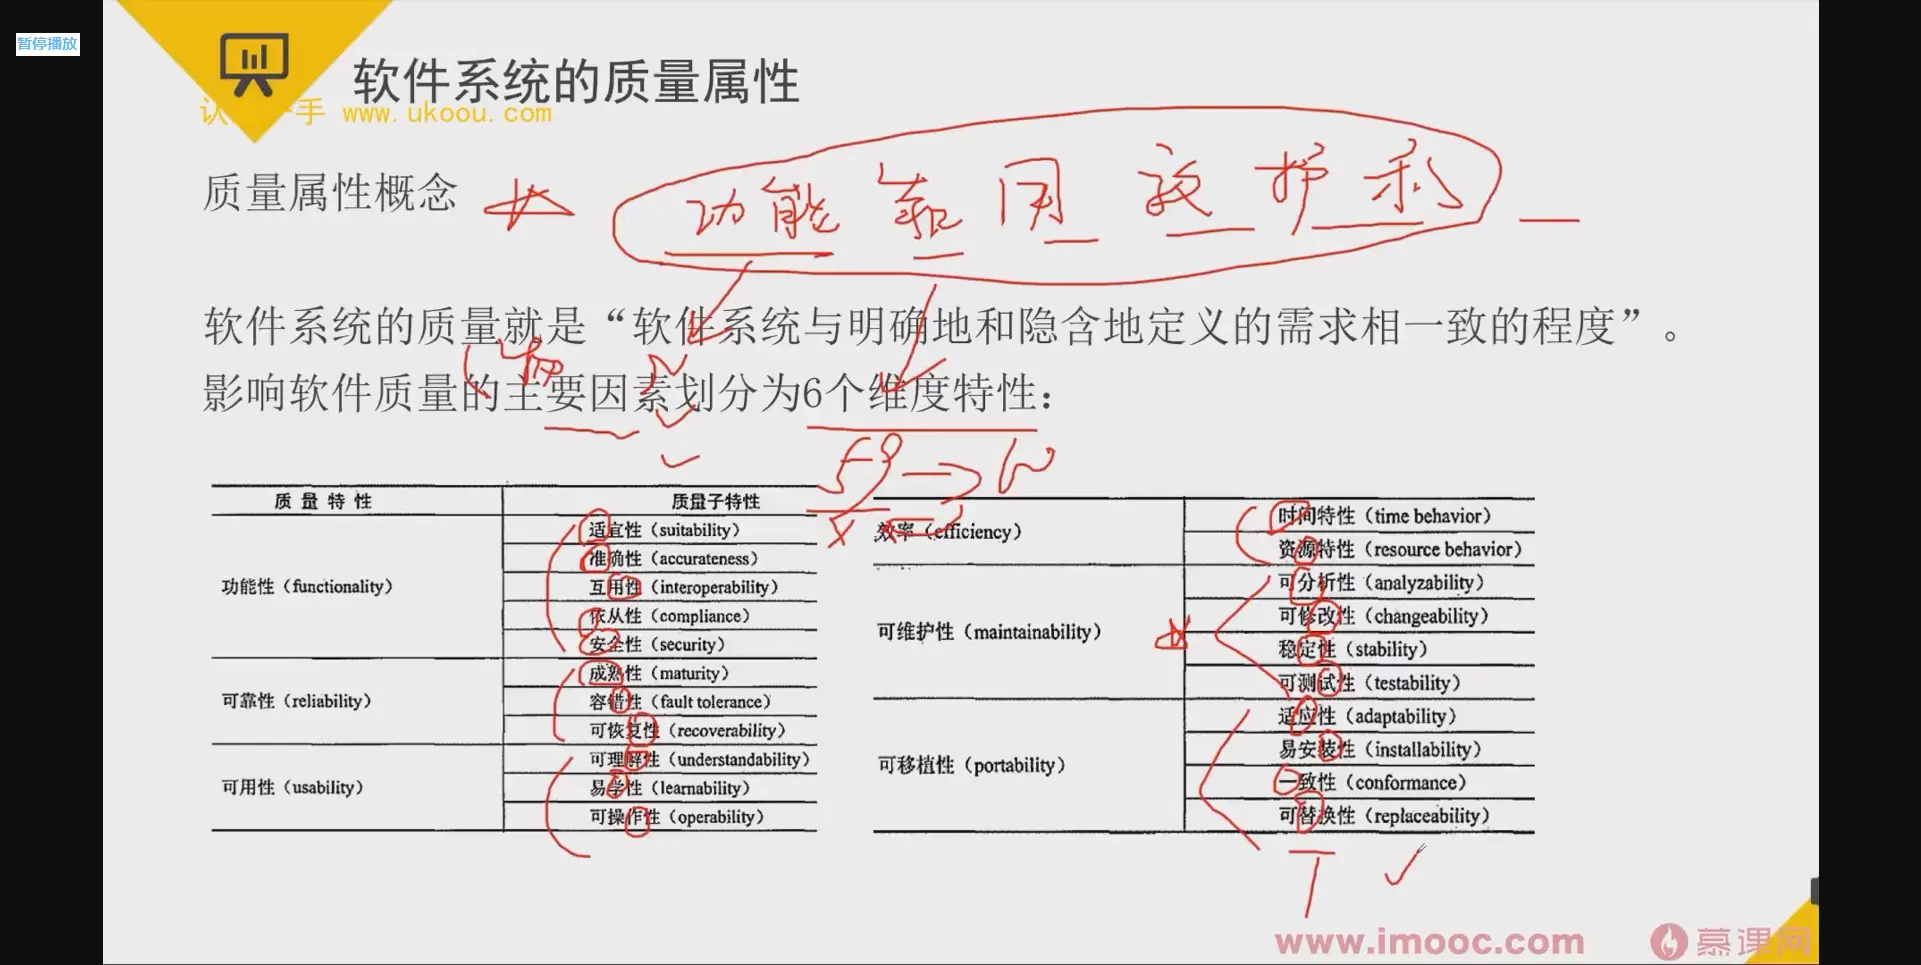 暂停播放
软件系统的质量属性
www.ukoou.com
质量属性概念
功能靠用效护移
软件系统的质量就是“软件系统与明确地和隐含地定义的需求相一致的程度”。
影响软件质量的主要因素划分为6个维度特性：
质量特性 质量子特性
功能性（functionality）
适宜性（suitability）
准确性（accurateness）
互用性（interoperability）
依从性（compliance）
安全性（security）
可靠性（reliability）
成熟性（maturity）
容错性（fault tolerance）
可恢复性（recoverability）
可用性（usability）
可理解性（understandability）
易学性（learnability）
可操作性（operability）
效率（efficiency）
时间特性（time behavior）
资源特性（resource behavior）
可维护性（maintainability）
可分析性（analyzability）
可修改性（changeability）
稳定性（stability）
可测试性（testability）
可移植性（portability）
适应性（adaptability）
易安装性（installability）
一致性（conformance）
可替换性（replaceability）
www.imooc.com 慕课网